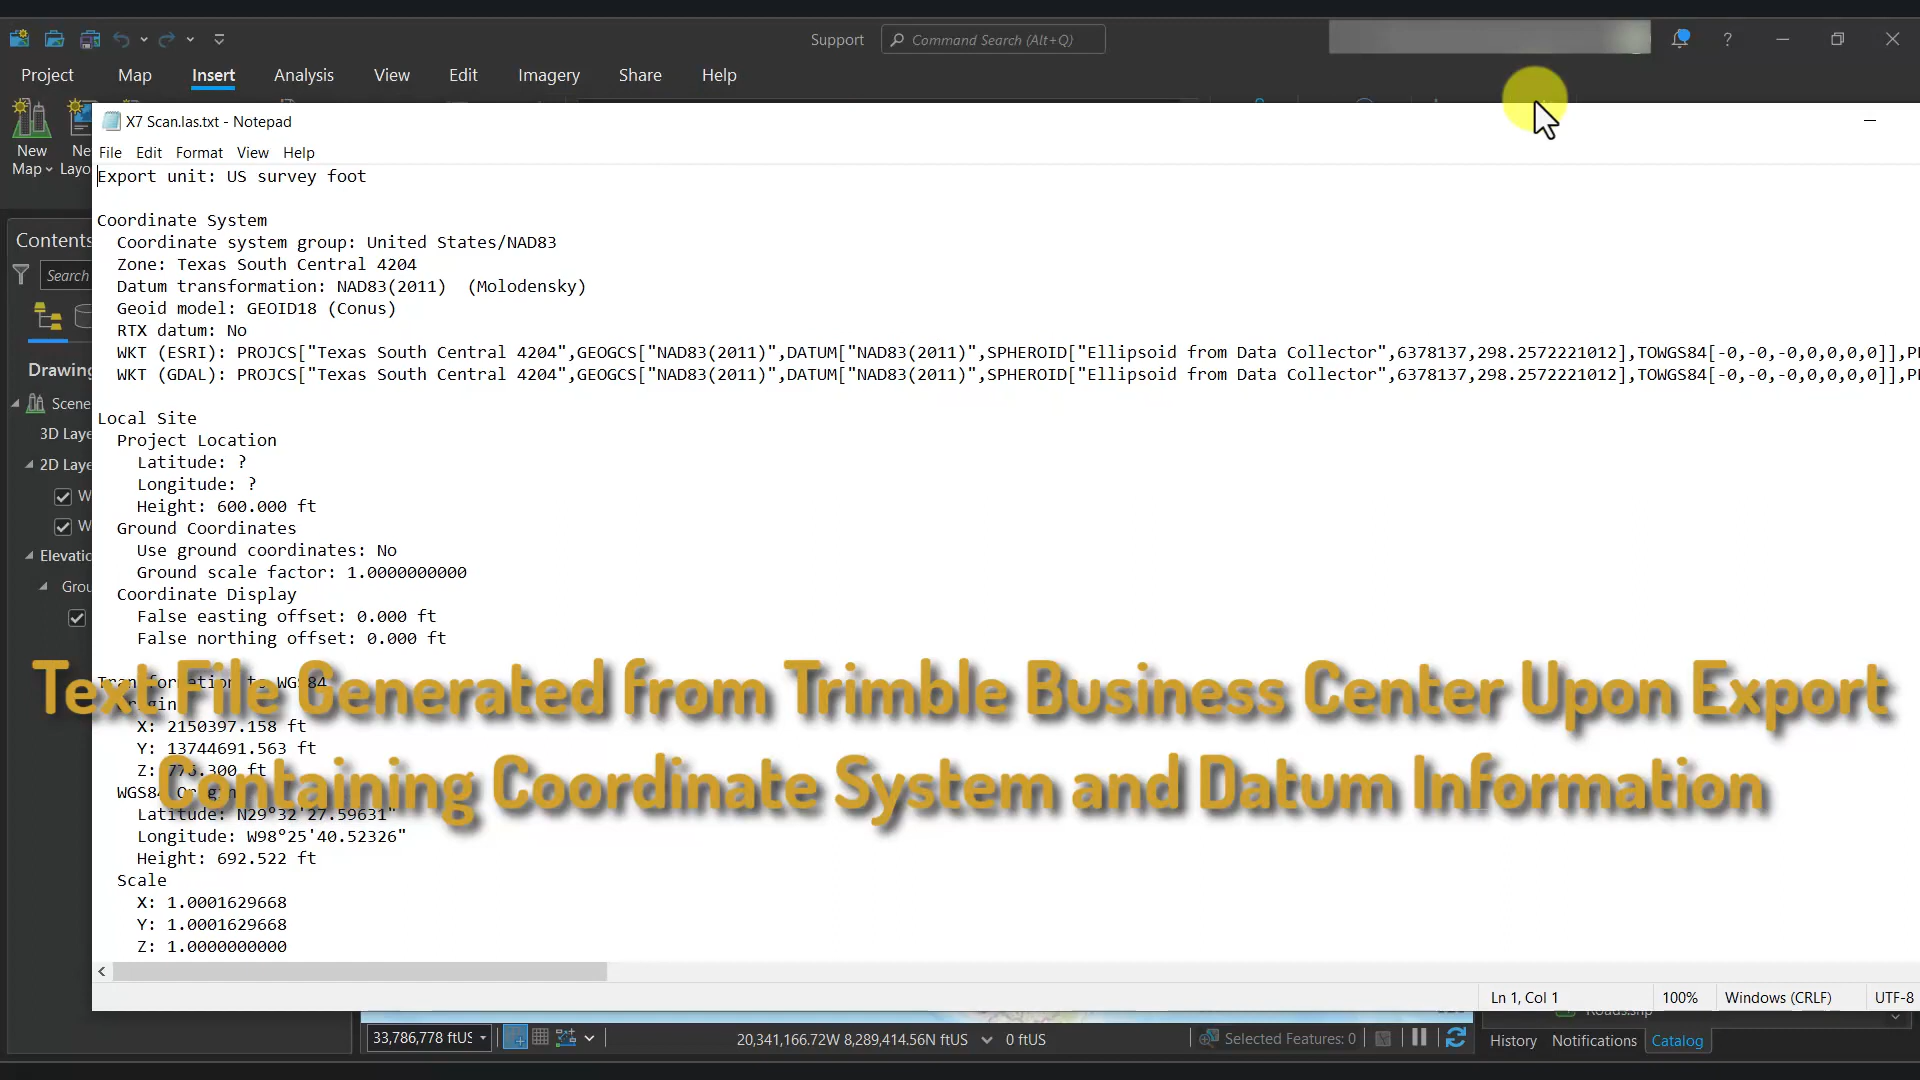 Support
Command Search (Alt+Q)
?
Project Map Insert Analysis View Edit Imagery Share Help
New
Map
Layo
X7 Scan.las.txt - Notepad
File Edit Format View Help
Export unit: US survey foot
Coordinate System
Coordinate system group: United States/NAD83
Zone: Texas South Central 4204
Datum transformation: NAD83(2011) (Molodensky)
Geoid model: GEOID18 (Conus)
RTX datum: No
WKT (ESRI): PROJCS["Texas South Central 4204",GEOGCS["NAD83(2011)",DATUM["NAD83(2011)",SPHEROID["Ellipsoid from Data Collector",6378137,298.2572221012],TOWGS84[-0,-0,-0,0,0,0,0]],P
WKT (GDAL): PROJCS["Texas South Central 4204",GEOGCS["NAD83(2011)",DATUM["NAD83(2011)",SPHEROID["Ellipsoid from Data Collector",6378137,298.2572221012],TOWGS84[-0,-0,-0,0,0,0,0]],P
Local Site
Project Location
Latitude: ?
Longitude: ?
Height: 600.000 ft
Ground Coordinates
Use ground coordinates: No
Ground scale factor: 1.0000000000
Coordinate Display
False easting offset: 0.000 ft
False northing offset: 0.000 ft
Transformation to WGS84
X: 2150397.158 ft
Y: 13744691.563 ft
Z: 776.300 ft
WGS84 Origin
Latitude: N29°32'27.59631"
Longitude: W98°25'40.52326"
Height: 692.522 ft
Scale
X: 1.0001629668
Y: 1.0001629668
Z: 1.0000000000
Ln 1, Col 1 100% Windows (CRLF) UTF-8
Text File Generated from Trimble Business Center Upon Export
Containing Coordinate System and Datum Information
Contents
Search
Drawing
Scene
3D Laye
2D Laye
W
W
Elevatio
Grou
33,786,778 ftUS
20,341,166.72W 8,289,414.56N ftUS
0 ftUS
Selected Features: 0
Roads.shp
History Notifications Catalog